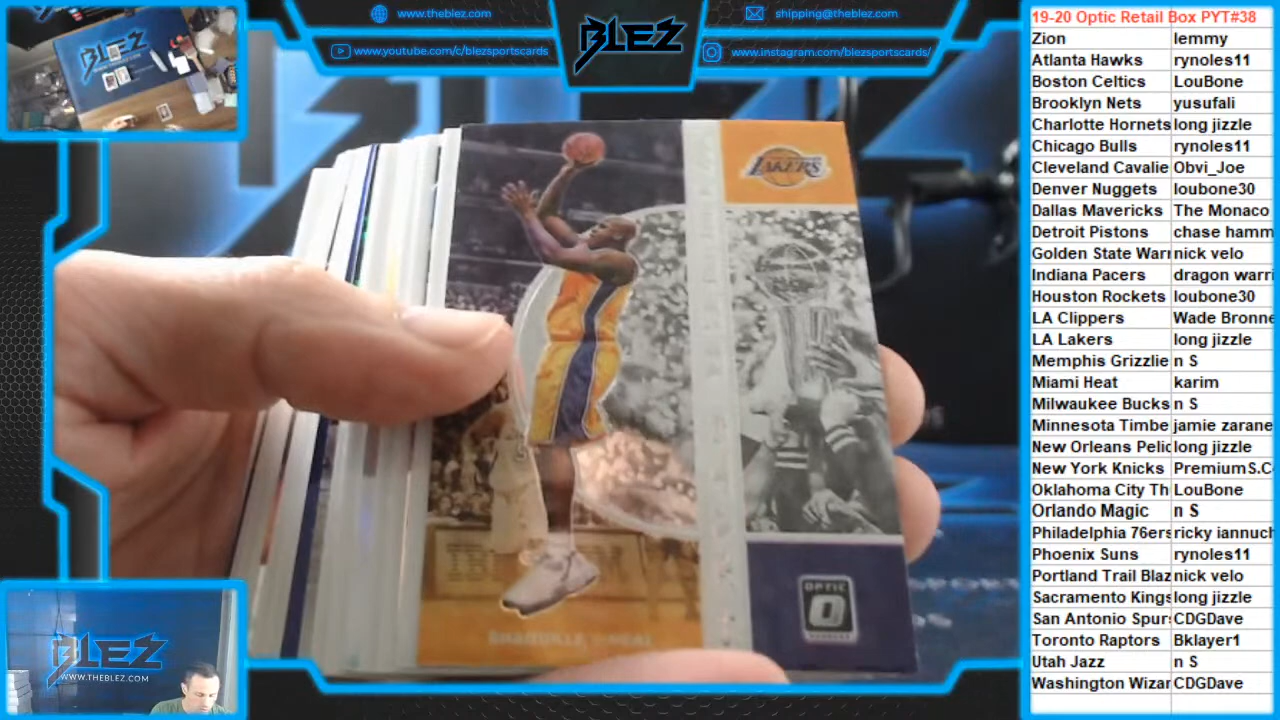 www.theblez.com
www.youtube.com/c/blezsportscards
BLEZ
shipping@theblez.com
www.instagram.com/blezsportscards/
BLEZ
LAKERS
SHAQUILLE O'NEAL
OPTIC
BLEZ
WWW.THEBLEZ.COM
19-20 Optic Retail Box PYT#38
Zion lemmy
Atlanta Hawks rynoles11
Boston Celtics LouBone
Brooklyn Nets yusufali
Charlotte Hornets long jizzle
Chicago Bulls rynoles11
Cleveland Cavalie Obvi_Joe
Denver Nuggets loubone30
Dallas Mavericks The Monaco
Detroit Pistons chase hamm
Golden State Warr nick velo
Indiana Pacers dragon warri
Houston Rockets loubone30
LA Clippers Wade Bronne
LA Lakers long jizzle
Memphis Grizzlie n S
Miami Heat karim
Milwaukee Bucks n S
Minnesota Timbe jamie zarane
New Orleans Pelic long jizzle
New York Knicks PremiumS.C
Oklahoma City Th LouBone
Orlando Magic n S
Philadelphia 76ers ricky iannuch
Phoenix Suns rynoles11
Portland Trail Blaz nick velo
Sacramento Kings long jizzle
San Antonio Spurs CDGDave
Toronto Raptors Bklayer1
Utah Jazz n S
Washington Wizar CDGDave